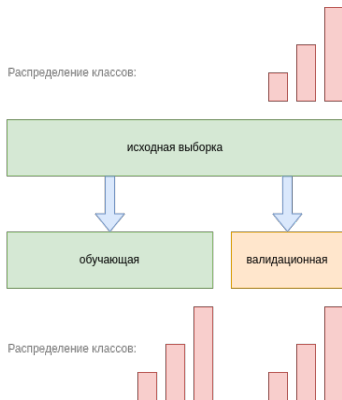 Распределение классов:
исходная выборка
обучающая
валидационная
Распределение классов: